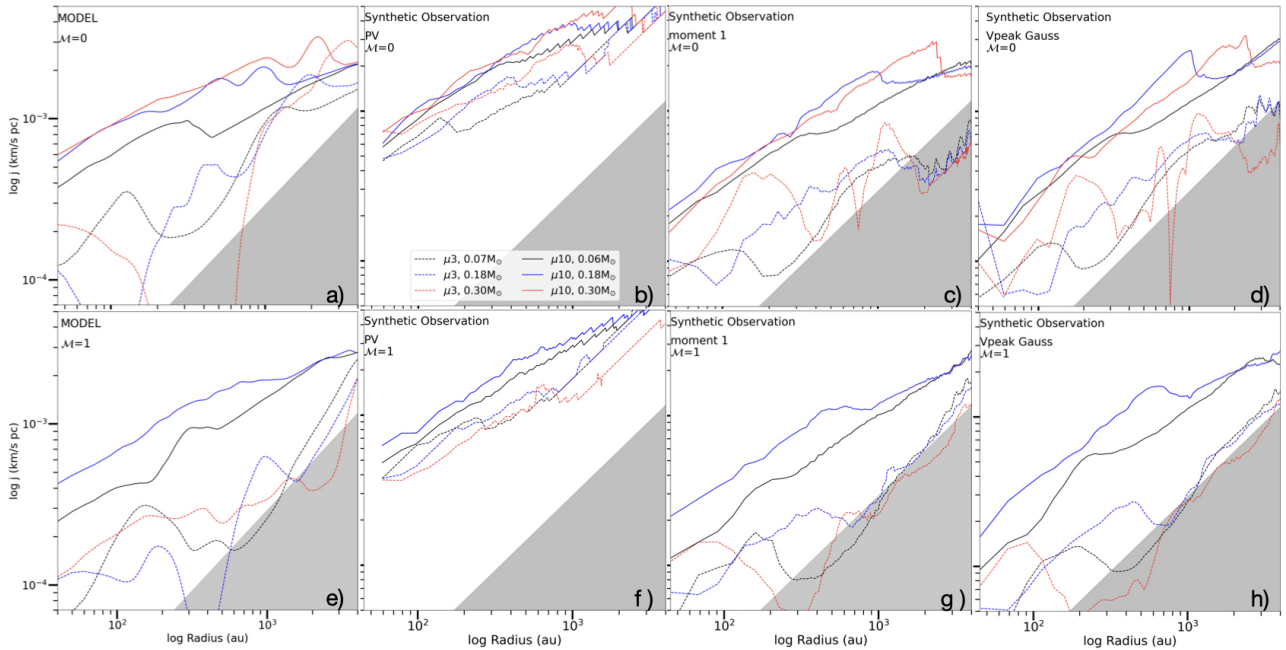 MODEL
ℳ=0
a)
Synthetic Observation
PV
ℳ=0
b)
Synthetic Observation
moment 1
ℳ=0
c)
Synthetic Observation
Vpeak Gauss
ℳ=0
d)
log j (km/s pc)
10⁻³
10⁻⁴
μ3, 0.07M☉
μ3, 0.18M☉
μ3, 0.30M☉
μ10, 0.06M☉
μ10, 0.18M☉
μ10, 0.30M☉
MODEL
ℳ=1
e)
Synthetic Observation
PV
ℳ=1
f)
Synthetic Observation
moment 1
ℳ=1
g)
Synthetic Observation
Vpeak Gauss
ℳ=1
h)
log j (km/s pc)
10⁻³
10⁻⁴
10² 10³
log Radius (au)
10² 10³
log Radius (au)
10² 10³
log Radius (au)
10² 10³
log Radius (au)